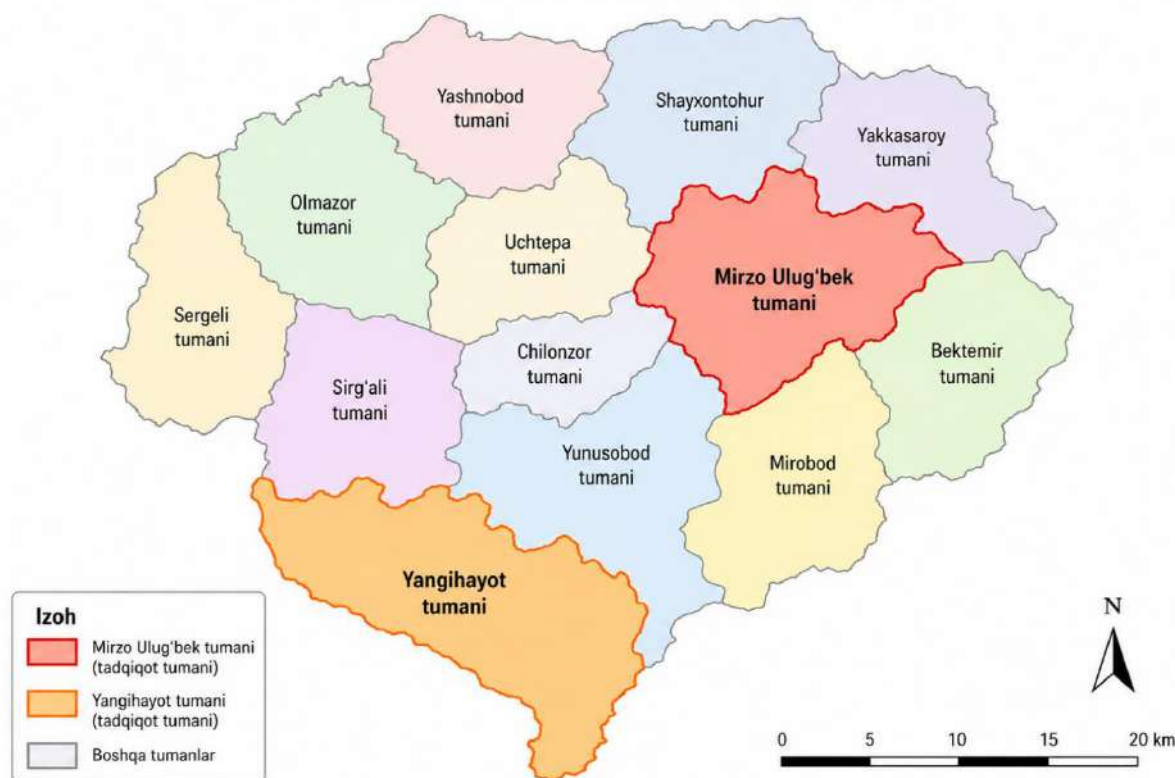 Yashnobod
tumani
Shayxontohur
tumani
Yakkasaroy
tumani
Olmazor
tumani
Uchtepa
tumani
Mirzo Ulug‘bek
tumani
Sergeli
tumani
Chilonzor
tumani
Bektemir
tumani
Sirg‘ali
tumani
Yunusobod
tumani
Mirobod
tumani
Yangihayot
tumani
Izoh
Mirzo Ulug‘bek tumani
(tadqiqot tumani)
Yangihayot tumani
(tadqiqot tumani)
Boshqa tumanlar
N
0 5 10 15 20 km